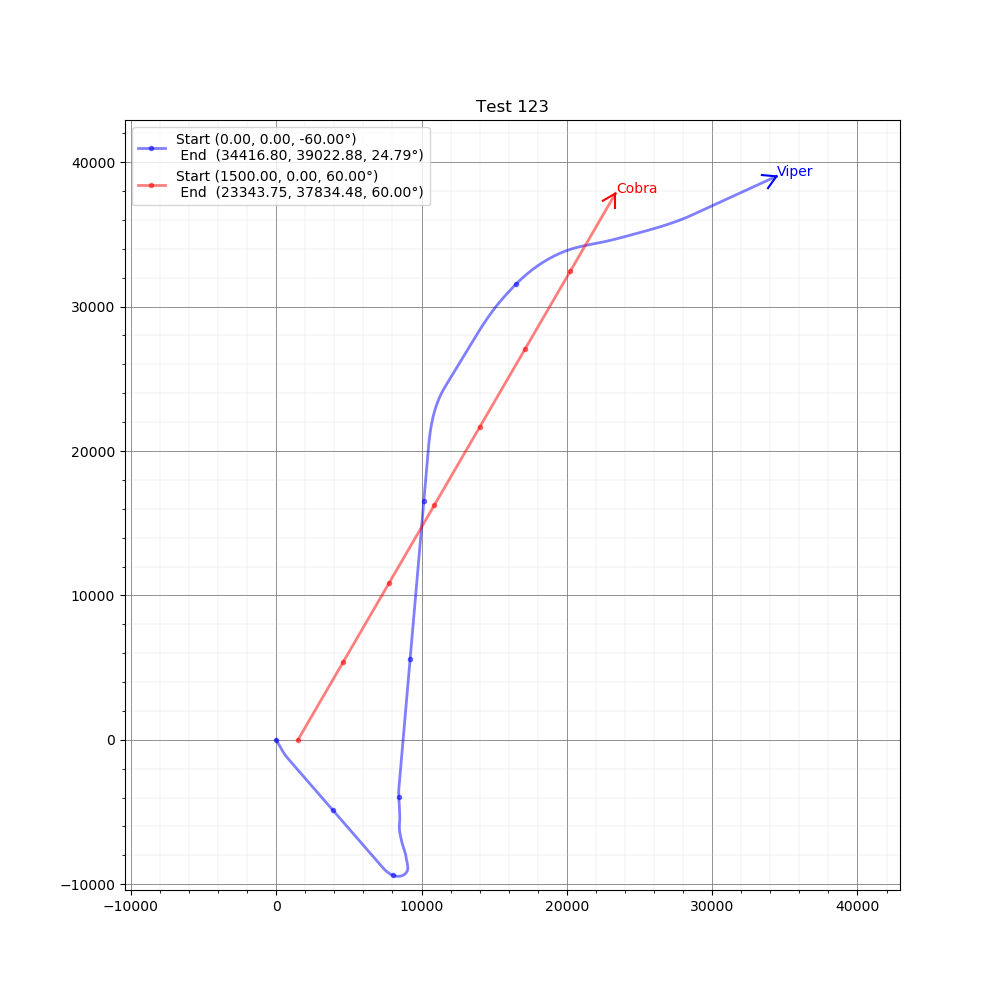 Test 123
Start (0.00, 0.00, -60.00°)
End (34416.80, 39022.88, 24.79°)
Start (1500.00, 0.00, 60.00°)
End (23343.75, 37834.48, 60.00°)
Viper
Cobra
40000
30000
20000
10000
0
−10000
−10000 0 10000 20000 30000 40000